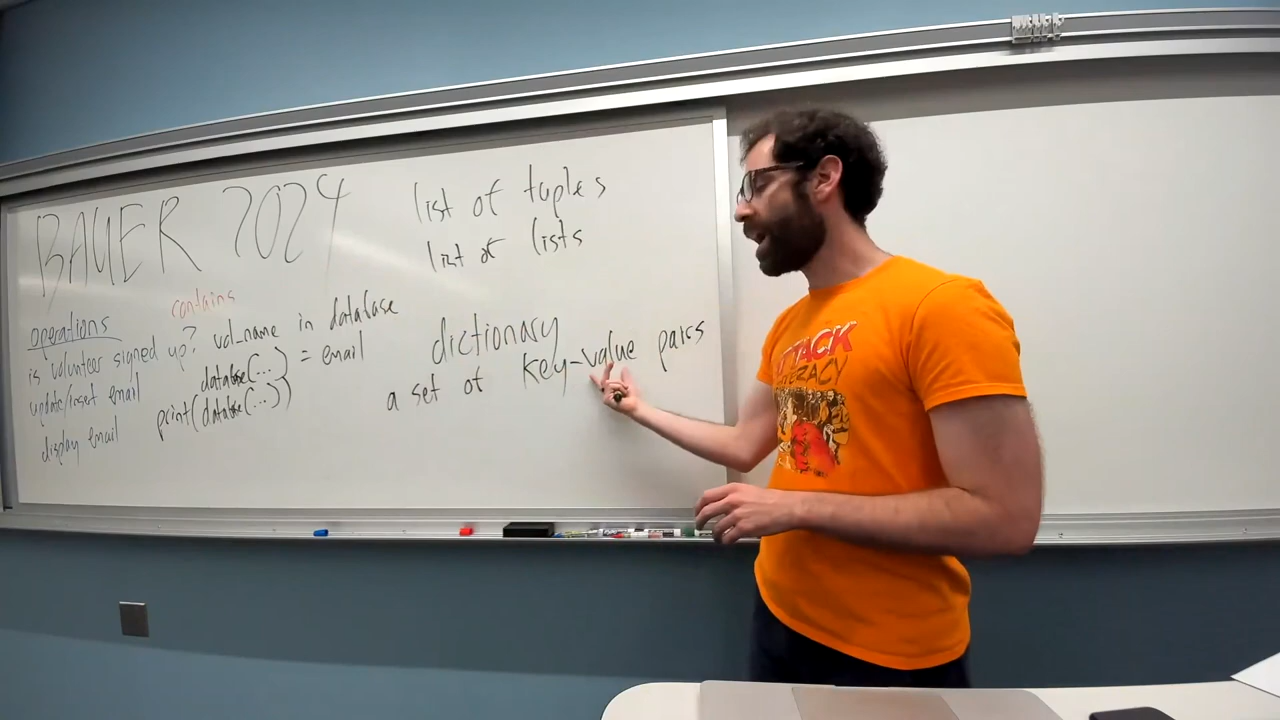 BAUER 2024
contains
operations
is volunteer signed up? vol_name in database
update/insert email database(...) = email
display email print(database(...))
list of tuples
list of lists
dictionary
a set of key-value pairs
ATTACK
LITERACY